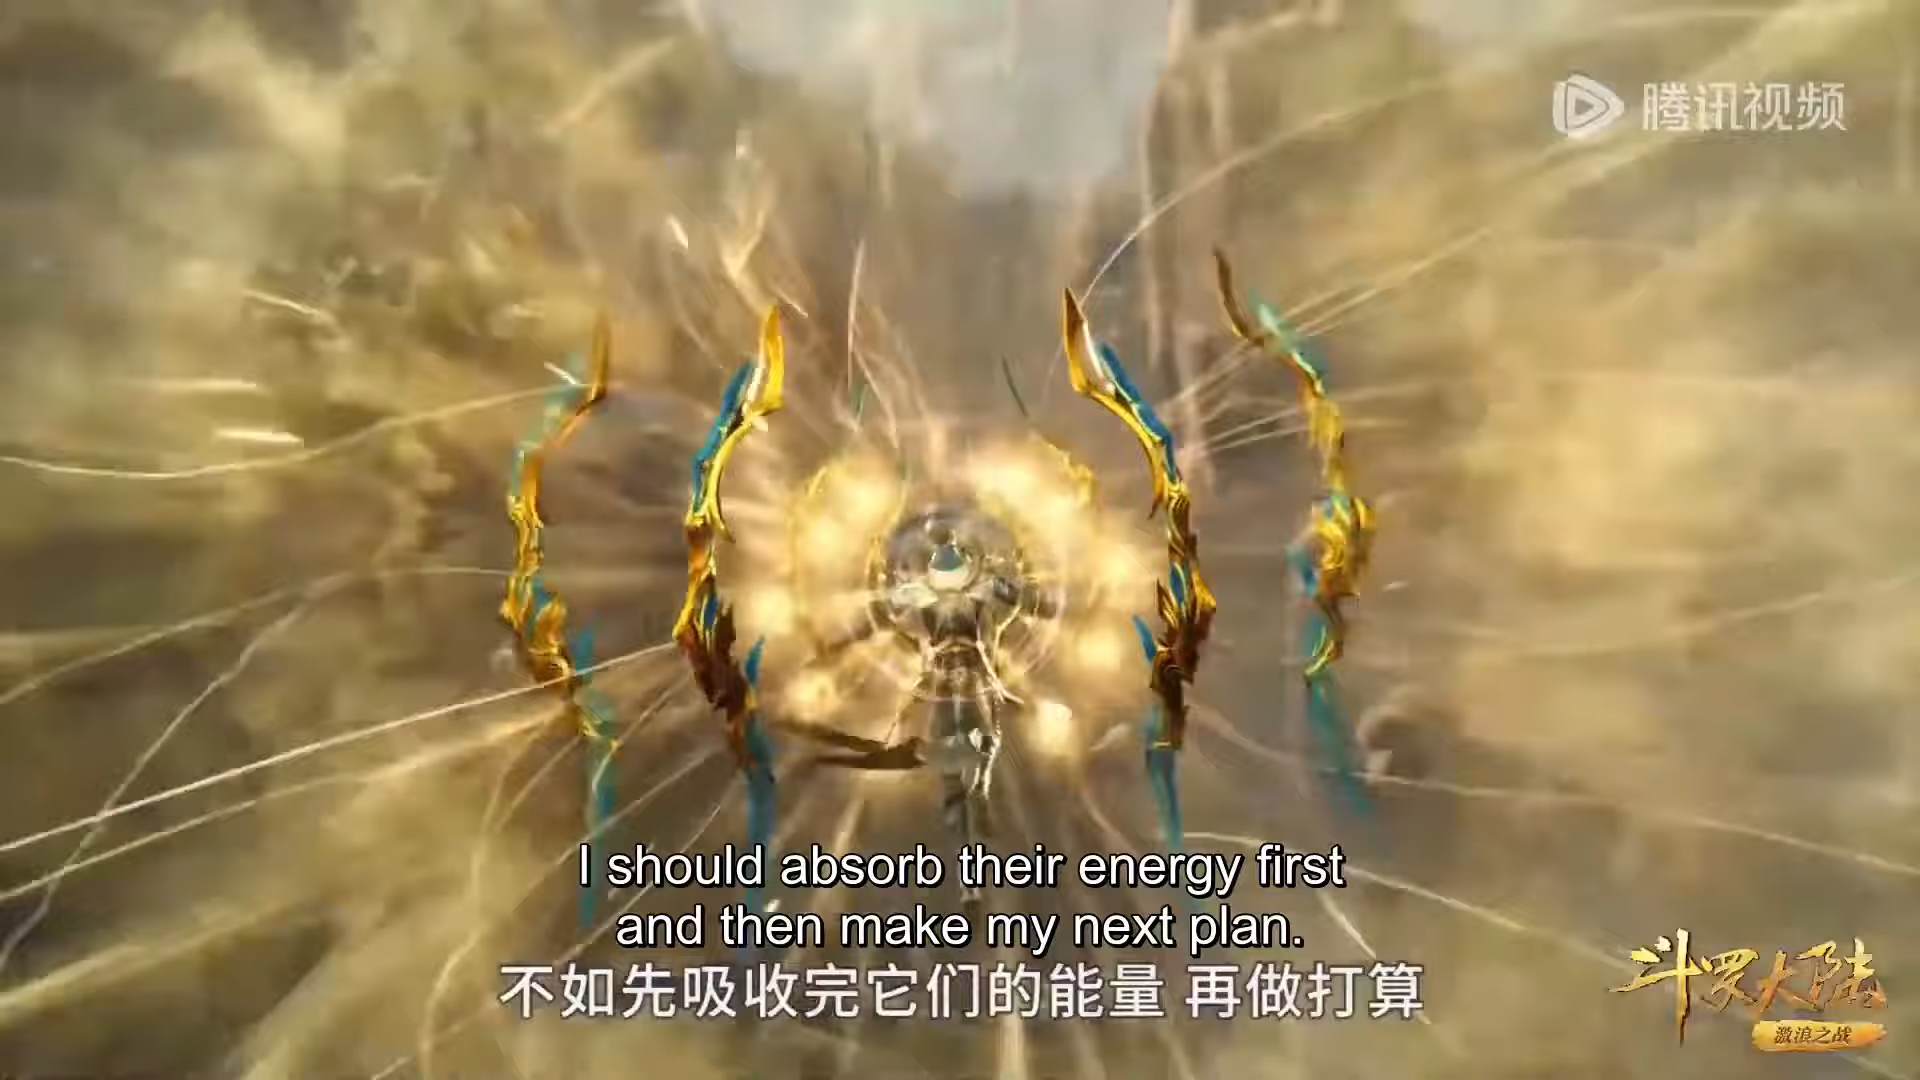 腾讯视频
I should absorb their energy first
and then make my next plan.
不如先吸收完它们的能量 再做打算
斗罗大陆
激浪之战